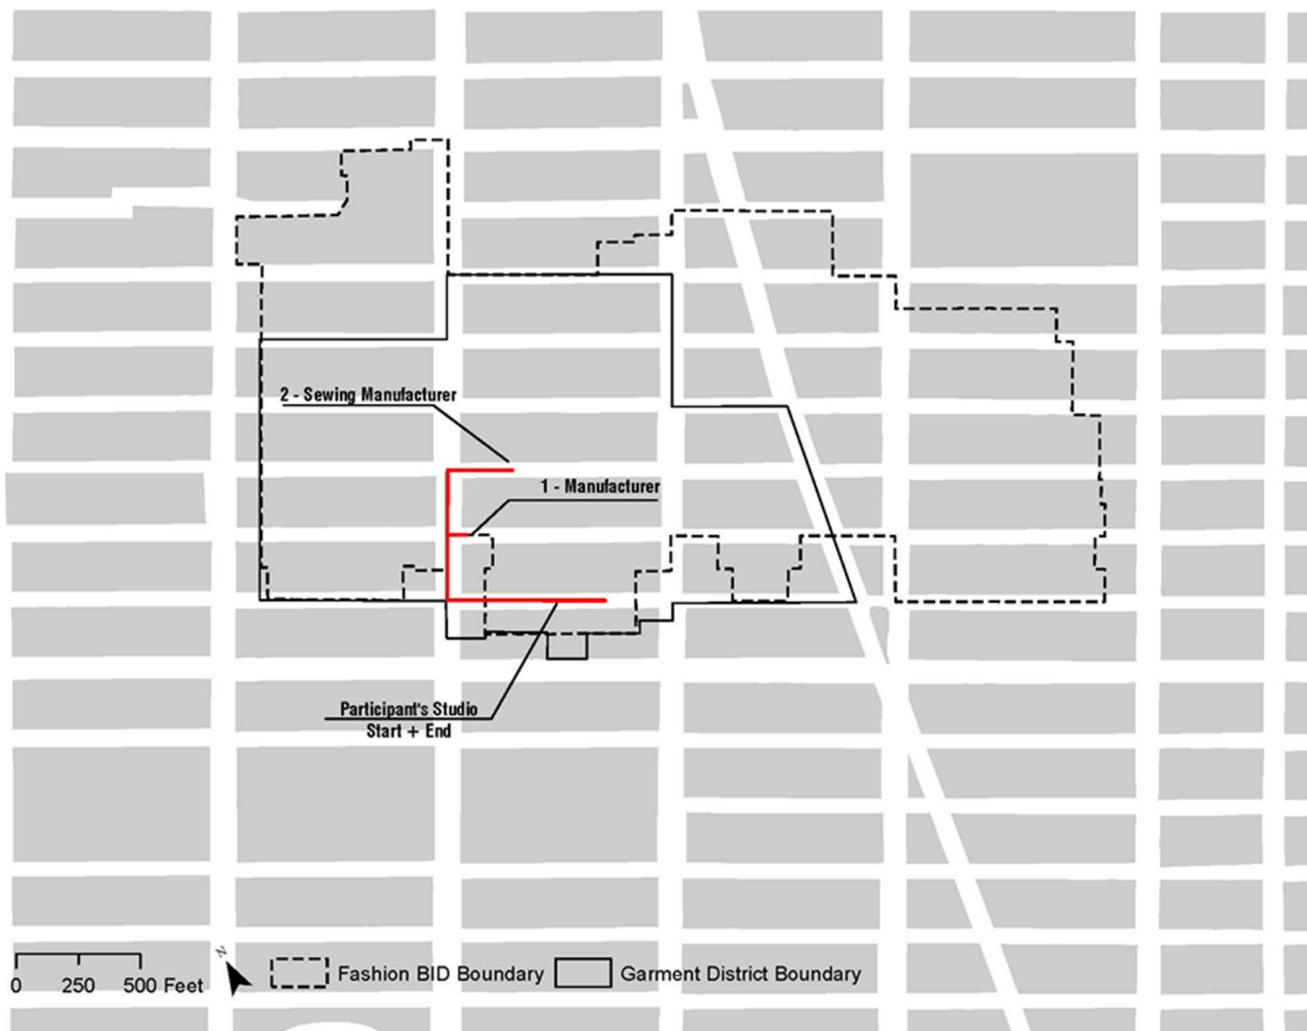 2 - Sewing Manufacturer
1 - Manufacturer
Participant's Studio
Start + End
0 250 500 Feet
N
Fashion BID Boundary
Garment District Boundary